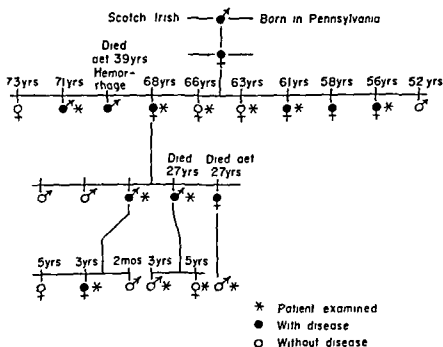 Scotch Irish Born in Pennsylvania
Died
aet 39yrs
Hemorrhage
73yrs 71yrs 68yrs 66yrs 63yrs 61yrs 58yrs 56yrs 52yrs
* * * * * * * *
Died Died aet
27yrs 27yrs
* *
5yrs 3yrs 2mos 3yrs 5yrs
* * * *
* Patient examined
● With disease
○ Without disease